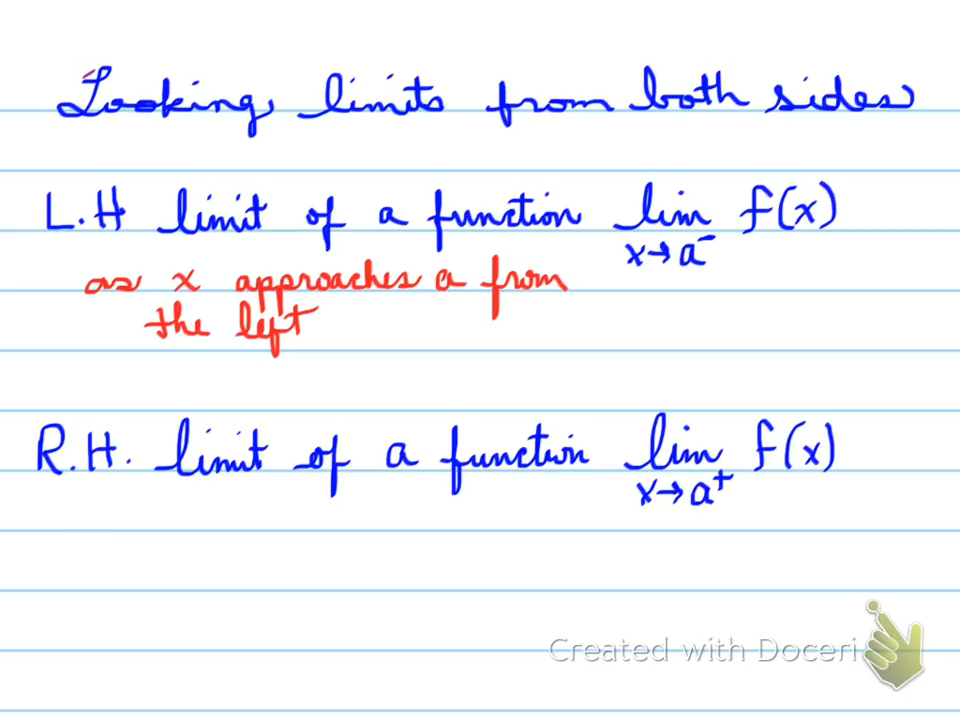 Looking limits from both sides
L.H limit of a function lim x→a⁻ f(x)
as x approaches a from
the left
R.H. limit of a function lim x→a⁺ f(x)
Created with Doceri